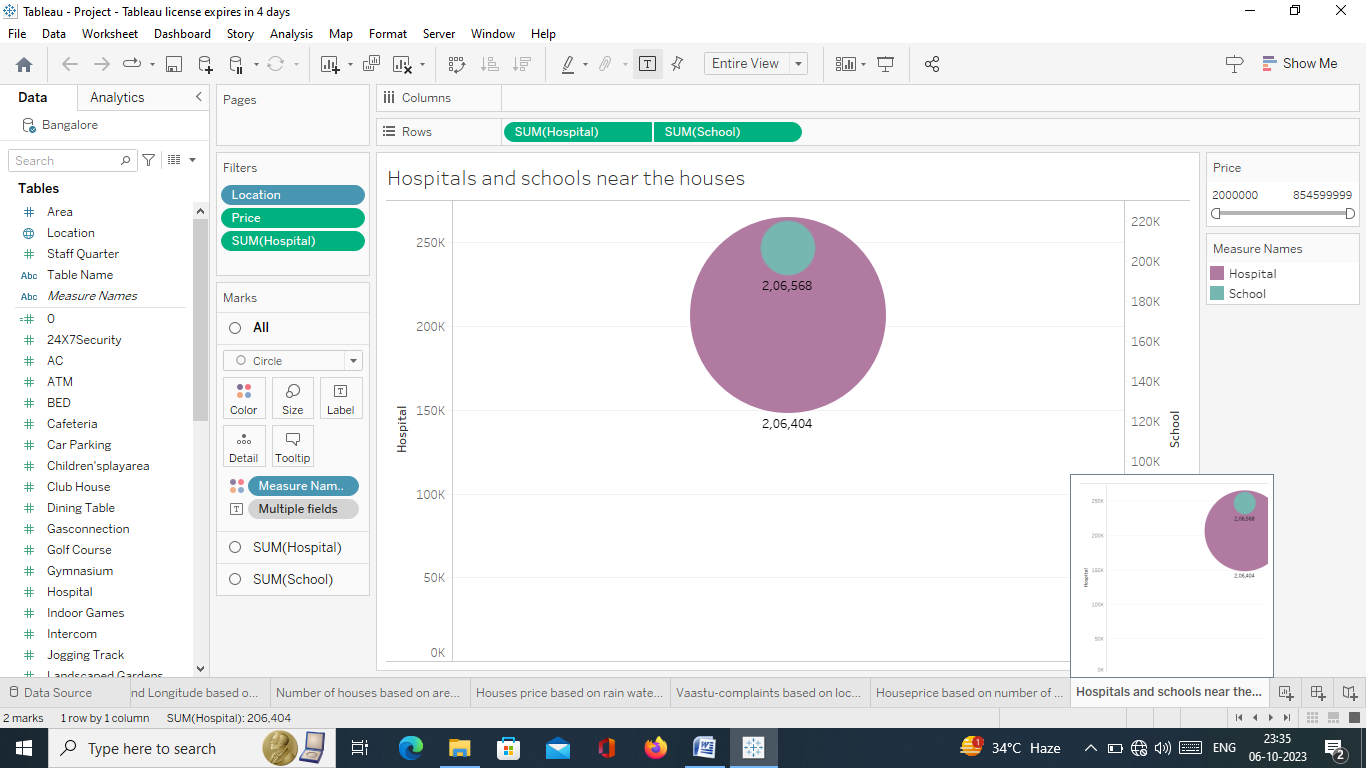 Tableau - Project - Tableau license expires in 4 days
File Data Worksheet Dashboard Story Analysis Map Format Server Window Help
Entire View
Show Me
Data Analytics
Bangalore
Search
Tables
Area
Location
Staff Quarter
Abc Table Name
Abc Measure Names
0
24X7Security
AC
ATM
BED
Cafeteria
Car Parking
Children'splayarea
Club House
Dining Table
Gasconnection
Golf Course
Gymnasium
Hospital
Indoor Games
Intercom
Jogging Track
Landscaped Gardens
Pages
Filters
Location
Price
SUM(Hospital)
Marks
All
Circle
Color Size Label
Detail Tooltip
Measure Nam..
Multiple fields
SUM(Hospital)
SUM(School)
Columns
Rows SUM(Hospital) SUM(School)
Hospitals and schools near the houses
Hospital
250K
200K
150K
100K
50K
0K
2,06,568
2,06,404
220K
200K
180K
160K
140K
120K
100K
School
Price
2000000 854599999
Measure Names
Hospital
School
Hospital
250K
200K
150K
100K
50K
0K
2,06,568
2,06,404
Data Source nd Longitude based o... Number of houses based on are... Houses price based on rain wate... Vaastu-complaints based on loc... Houseprice based on number of ... Hospitals and schools near the...
2 marks 1 row by 1 column SUM(Hospital): 206,404
Type here to search
34°C Haze
ENG
23:35
06-10-2023
1
2